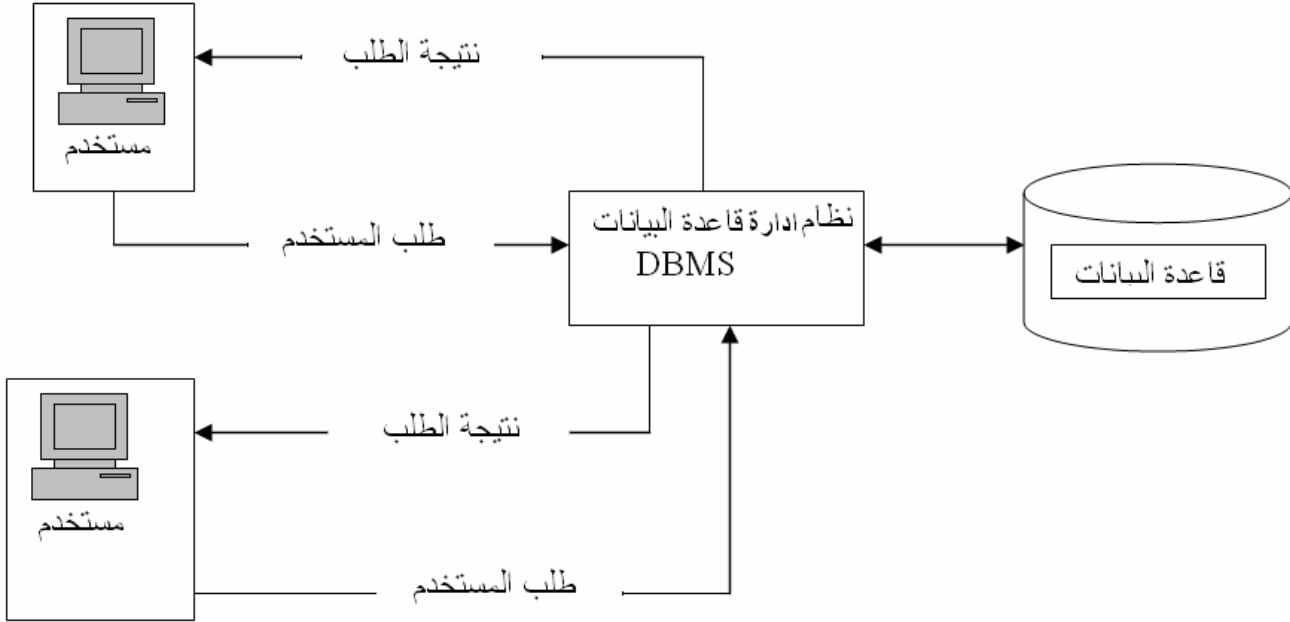 نتيجة الطلب
مستخدم
طلب المستخدم
نظام ادارة قاعدة البيانات
DBMS
قاعدة البيانات
نتيجة الطلب
مستخدم
طلب المستخدم